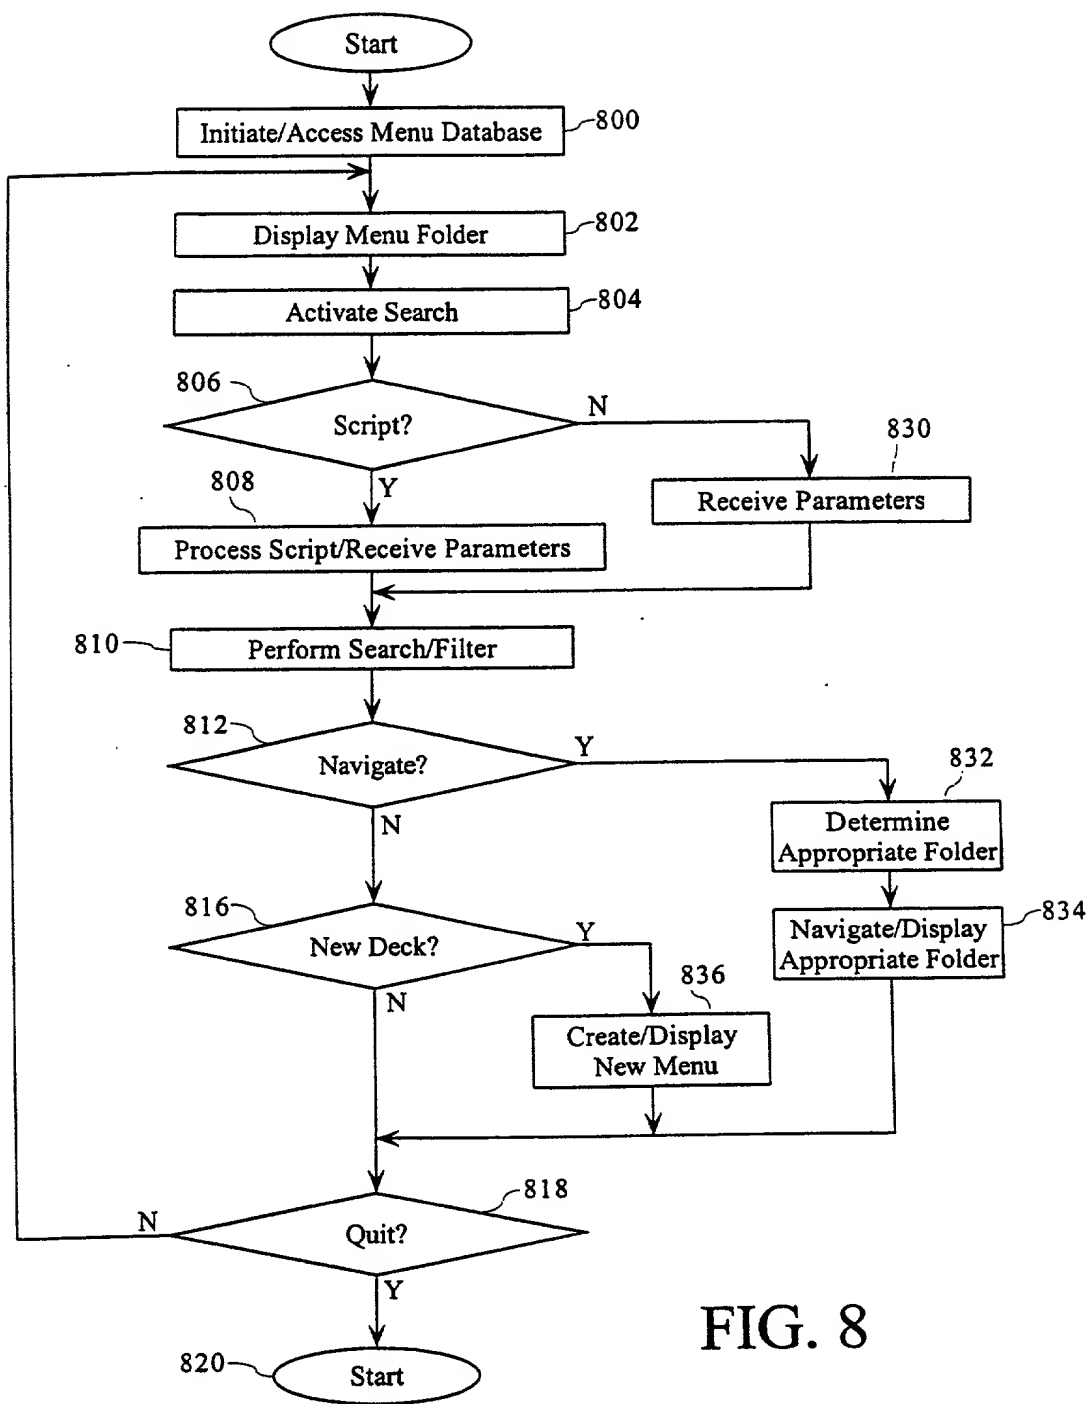 Start
Initiate/Access Menu Database
800
Display Menu Folder
802
Activate Search
804
806
Script?
N
Y
830
Receive Parameters
808
Process Script/Receive Parameters
810
Perform Search/Filter
812
Navigate?
Y
N
832
Determine
Appropriate Folder
816
New Deck?
Y
N
834
Navigate/Display
Appropriate Folder
836
Create/Display
New Menu
818
Quit?
N
Y
820
Start
FIG. 8